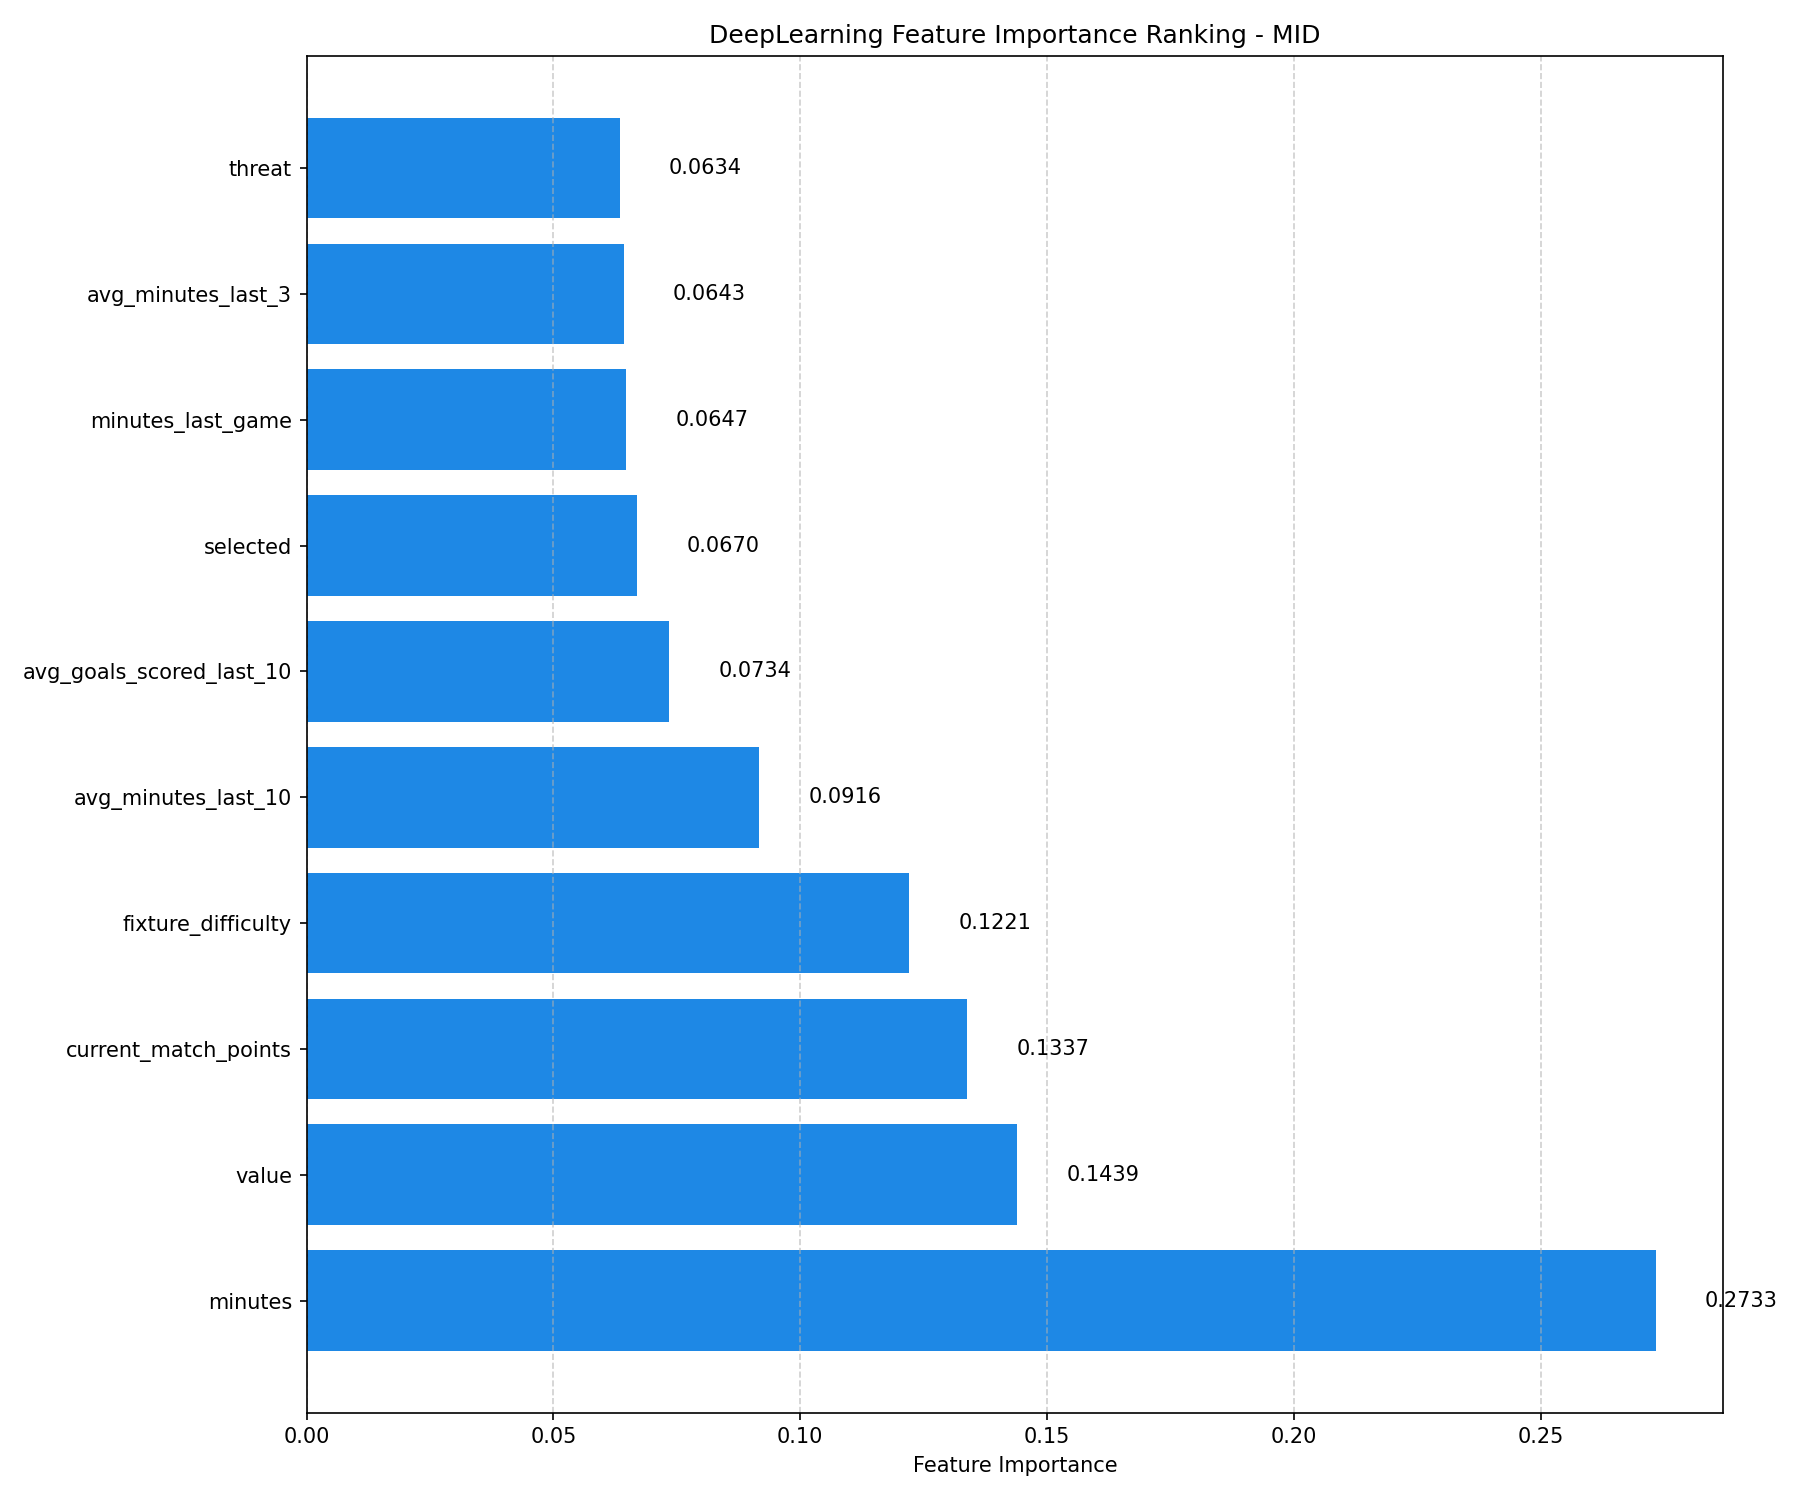 DeepLearning Feature Importance Ranking - MID
threat 0.0634
avg_minutes_last_3 0.0643
minutes_last_game 0.0647
selected 0.0670
avg_goals_scored_last_10 0.0734
avg_minutes_last_10 0.0916
fixture_difficulty 0.1221
current_match_points 0.1337
value 0.1439
minutes 0.2733
0.00 0.05 0.10 0.15 0.20 0.25
Feature Importance